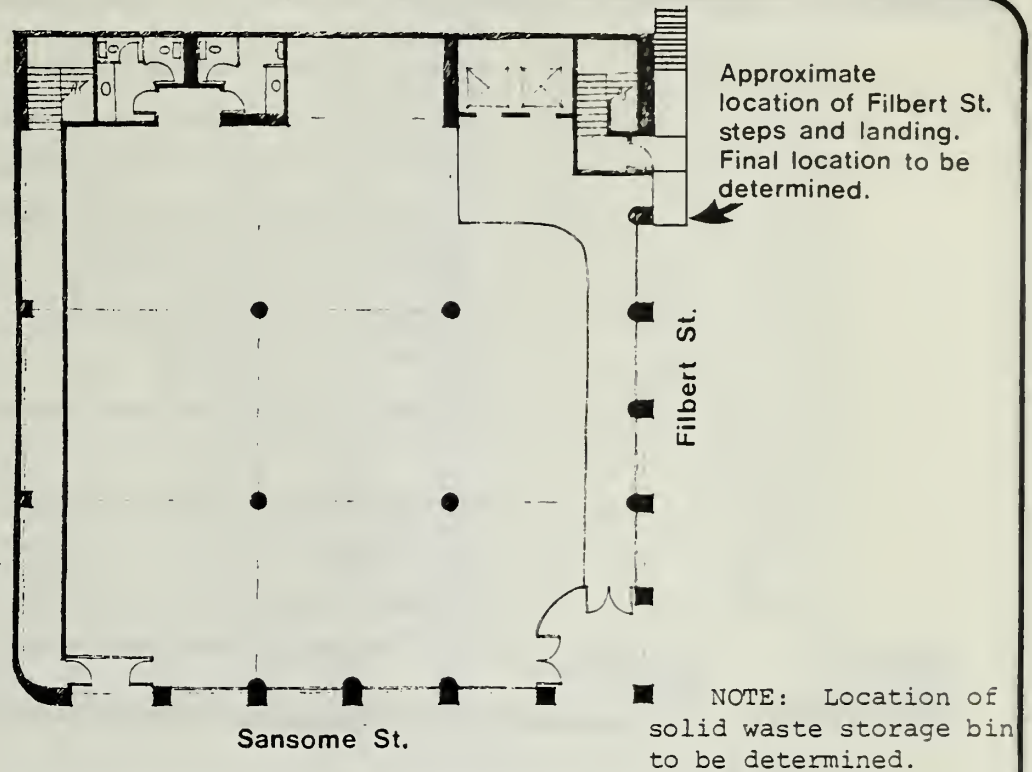 Approximate
location of Filbert St.
steps and landing.
Final location to be
determined.
Filbert St.
Sansome St.
NOTE: Location of
solid waste storage bin
to be determined.